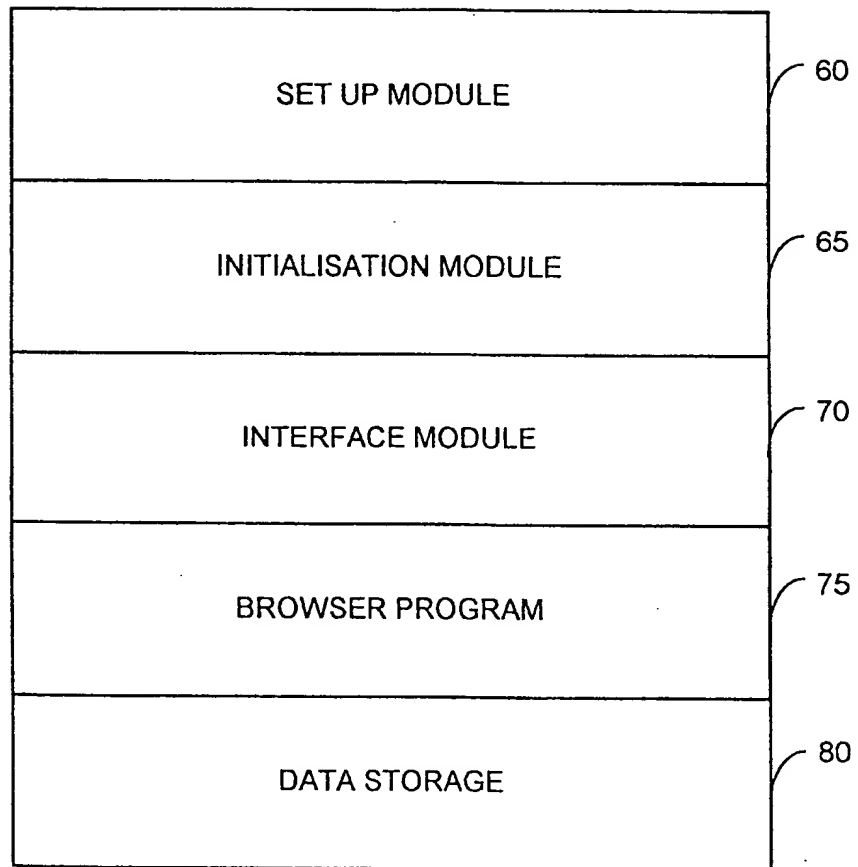 SET UP MODULE
60
INITIALISATION MODULE
65
INTERFACE MODULE
70
BROWSER PROGRAM
75
DATA STORAGE
80